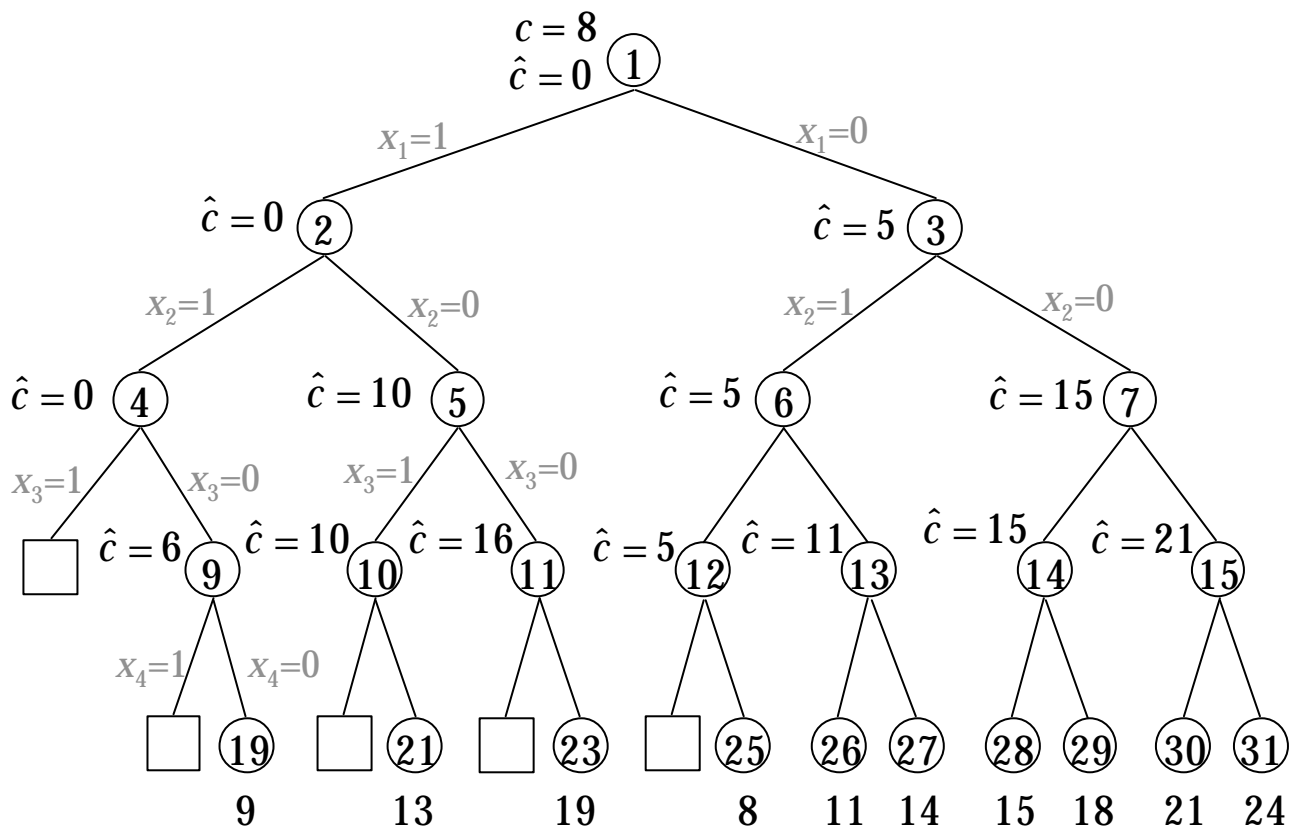 c = 8
ĉ = 0 1
x₁=1 x₁=0
ĉ = 0 2 ĉ = 5 3
x₂=1 x₂=0 x₂=1 x₂=0
ĉ = 0 4 ĉ = 10 5 ĉ = 5 6 ĉ = 15 7
x₃=1 x₃=0 x₃=1 x₃=0
ĉ = 6 9 ĉ = 10 10 ĉ = 16 11 ĉ = 5 12 ĉ = 11 13 ĉ = 15 14 ĉ = 21 15
x₄=1 x₄=0
19 21 23 25 26 27 28 29 30 31
9 13 19 8 11 14 15 18 21 24